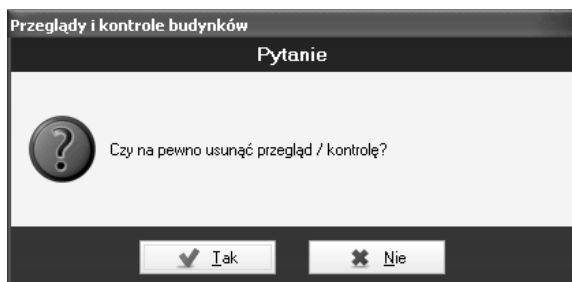 Przeglądy i kontrole budynków
Pytanie
Czy na pewno usunąć przegląd / kontrolę?
Tak
Nie